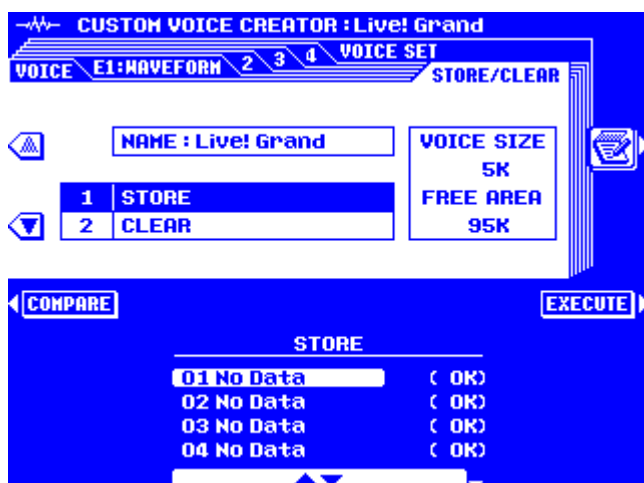 CUSTOM VOICE CREATOR : Live! Grand
VOICE E1:WAVEFORM 2 3 4 VOICE SET
STORE/CLEAR
NAME : Live! Grand
VOICE SIZE
5K
1 STORE
FREE AREA
2 CLEAR
95K
COMPARE
EXECUTE
STORE
01 No Data ( OK)
02 No Data ( OK)
03 No Data ( OK)
04 No Data ( OK)